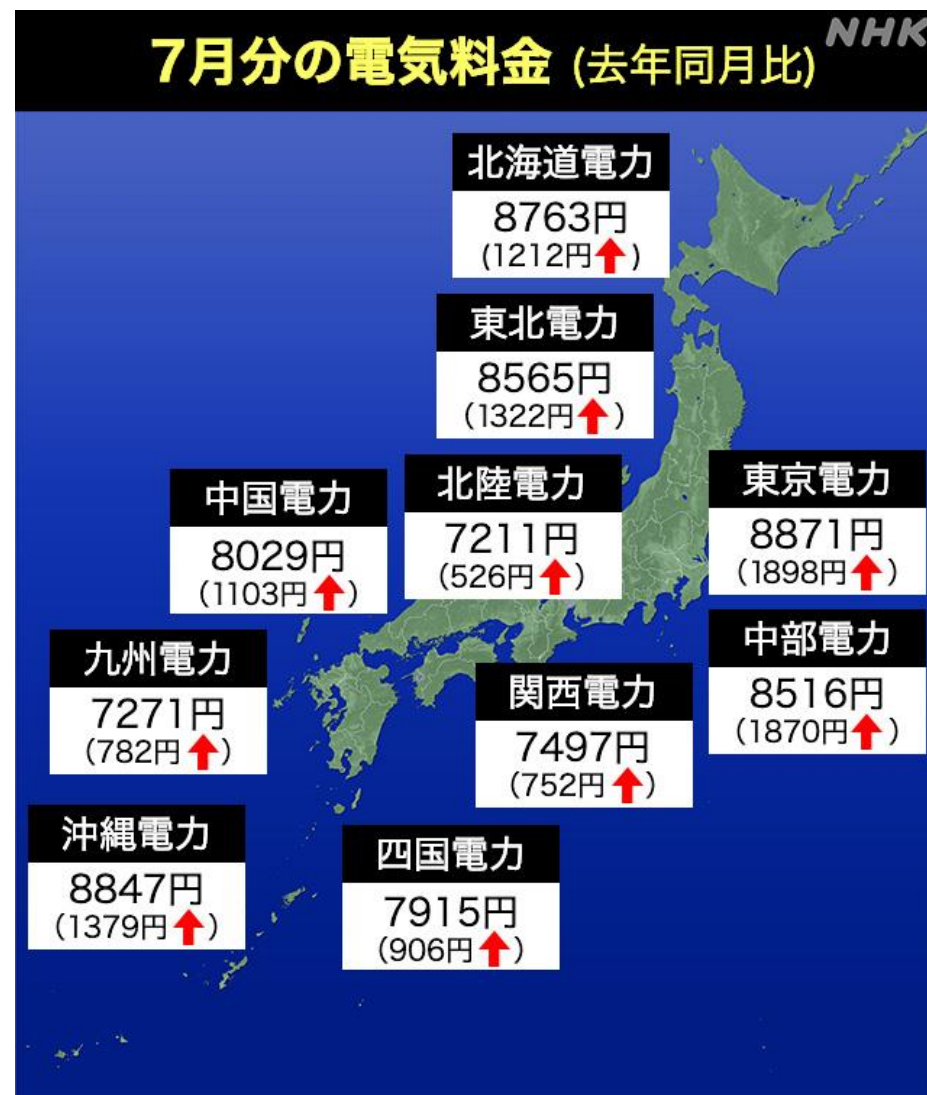 NHK
7月分の電気料金 (去年同月比)
北海道電力
8763円
(1212円↑)
東北電力
8565円
(1322円↑)
北陸電力
7211円
(526円↑)
中国電力
8029円
(1103円↑)
東京電力
8871円
(1898円↑)
中部電力
8516円
(1870円↑)
九州電力
7271円
(782円↑)
関西電力
7497円
(752円↑)
沖縄電力
8847円
(1379円↑)
四国電力
7915円
(906円↑)